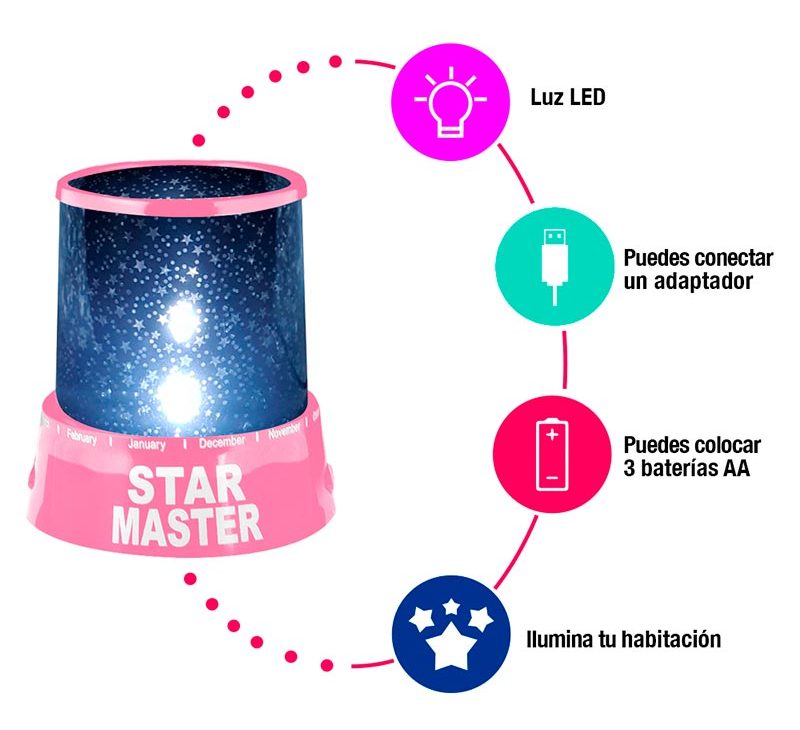 Luz LED
Puedes conectar
un adaptador
February
January
December
November
STAR
MASTER
Puedes colocar
3 baterías AA
Ilumina tu habitación